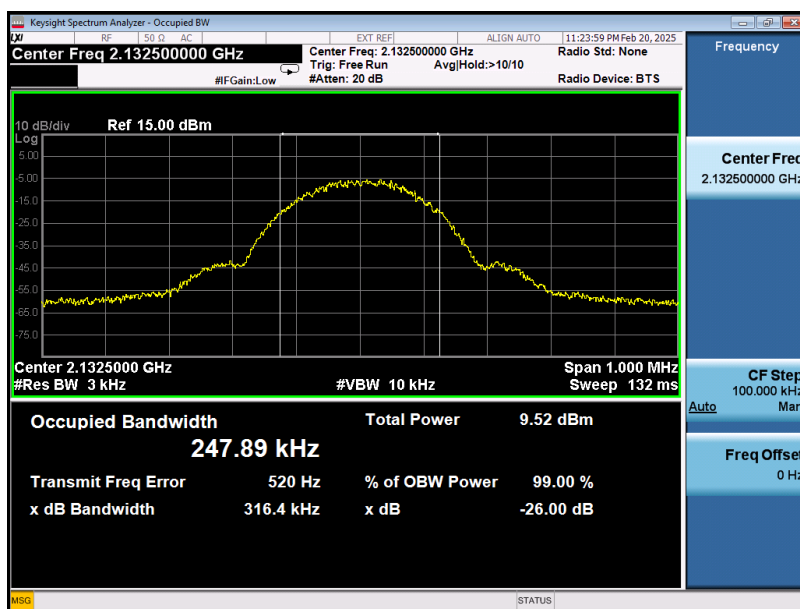 Keysight Spectrum Analyzer - Occupied BW
LXI RF 50 Ω AC EXT REF ALIGN AUTO 11:23:59 PM Feb 20, 2025
Center Freq 2.132500000 GHz
Center Freq: 2.132500000 GHz
Radio Std: None
Trig: Free Run Avg|Hold:>10/10
#IFGain:Low #Atten: 20 dB Radio Device: BTS
10 dB/div Ref 15.00 dBm
Log
5.00
-5.00
-15.0
-25.0
-35.0
-45.0
-55.0
-65.0
-75.0
Center 2.1325000 GHz Span 1.000 MHz
#Res BW 3 kHz #VBW 10 kHz Sweep 132 ms
Occupied Bandwidth Total Power 9.52 dBm
247.89 kHz
Transmit Freq Error 520 Hz % of OBW Power 99.00 %
x dB Bandwidth 316.4 kHz x dB -26.00 dB
Frequency
Center Freq
2.132500000 GHz
CF Step
100.000 kHz
Auto Man
Freq Offset
0 Hz
MSG STATUS